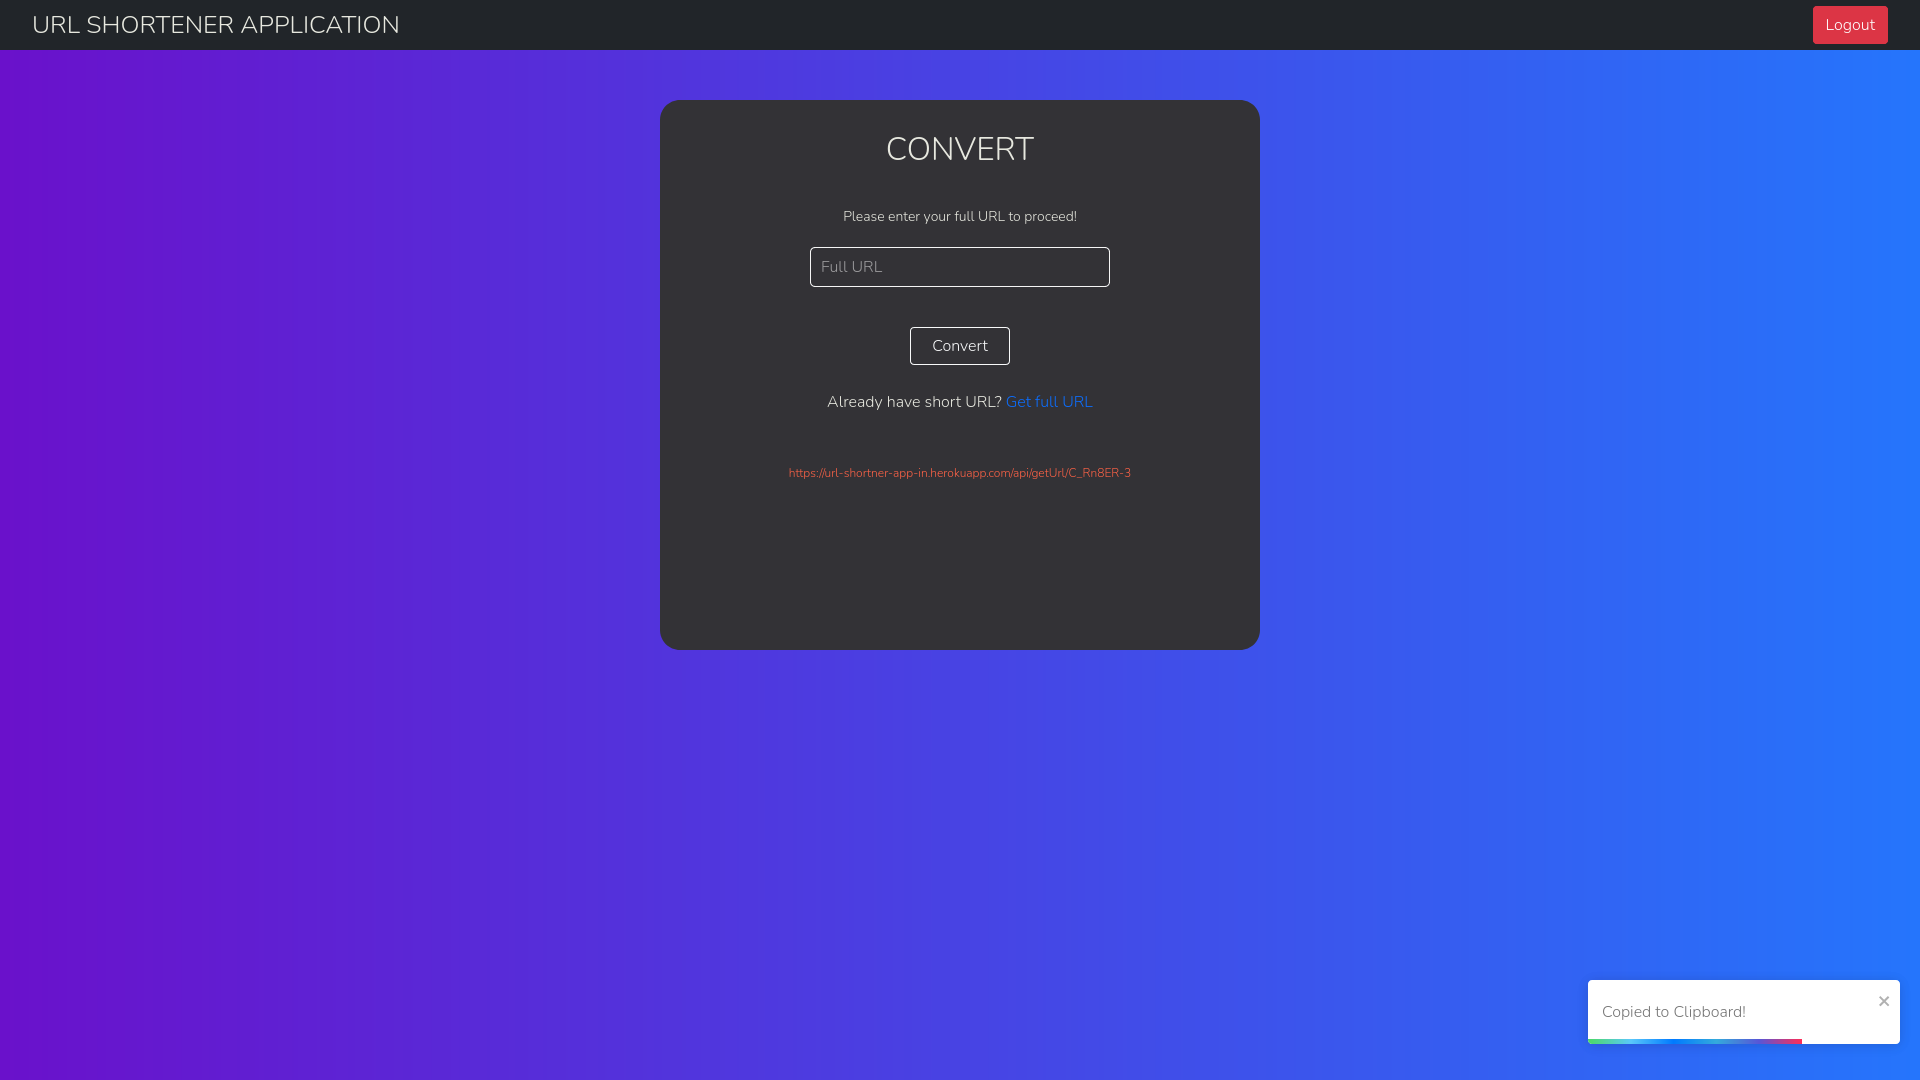 URL SHORTENER APPLICATION
Logout
CONVERT
Please enter your full URL to proceed!
Full URL
Convert
Already have short URL? Get full URL
https://url-shortner-app-in.herokuapp.com/api/getUrl/C_Rn8ER-3
Copied to Clipboard!